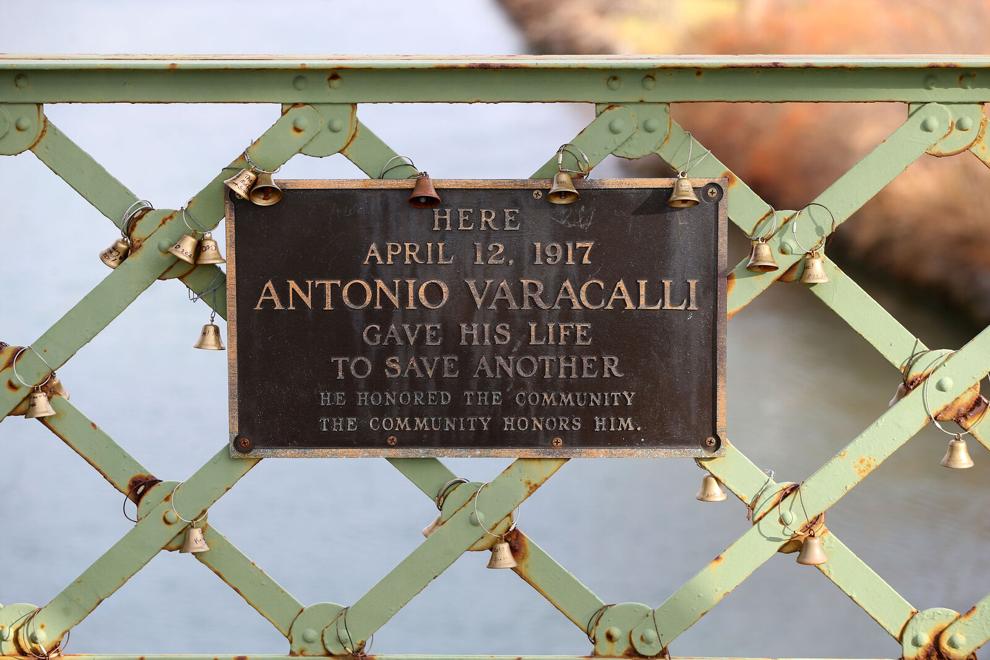 HERE
APRIL 12, 1917
ANTONIO VARACALLI
GAVE HIS LIFE
TO SAVE ANOTHER
HE HONORED THE COMMUNITY
THE COMMUNITY HONORS HIM.